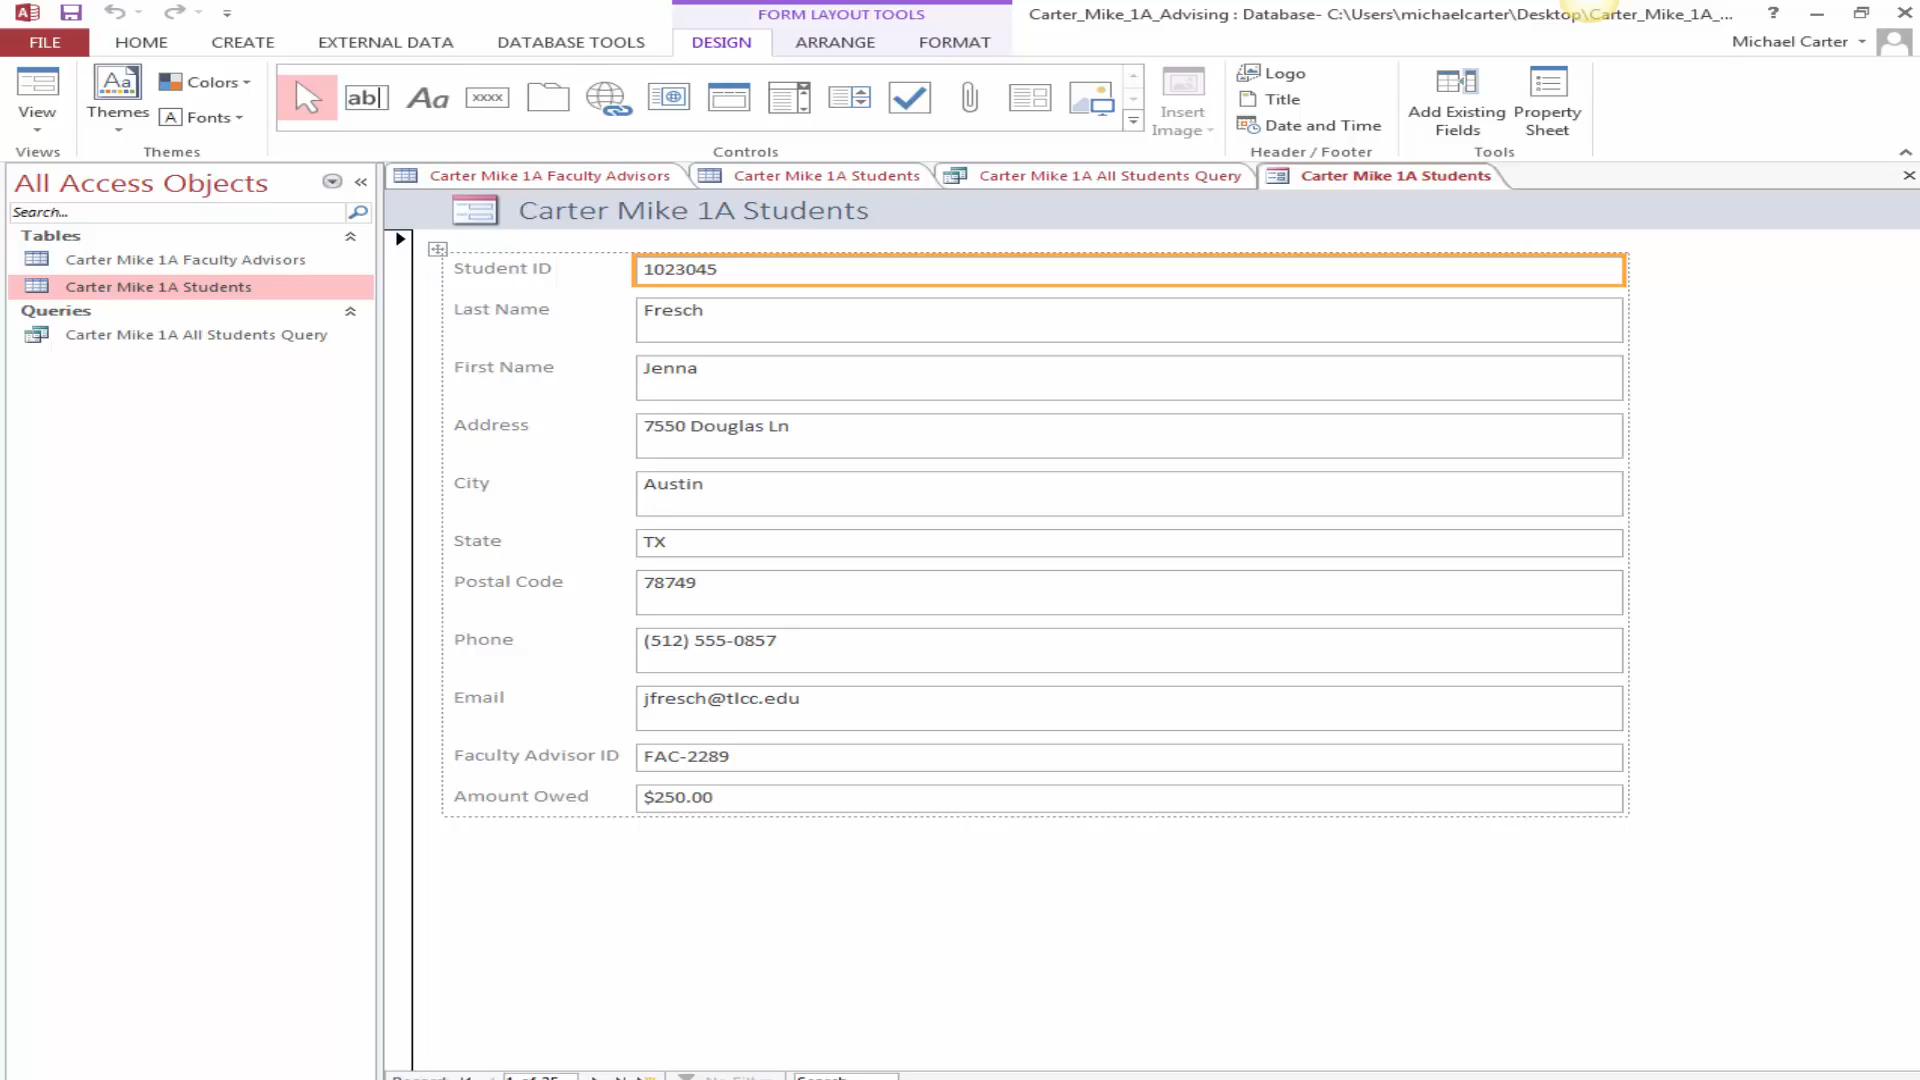 FORM LAYOUT TOOLS
Carter_Mike_1A_Advising : Database- C:\Users\michaelcarter\Desktop\Carter_Mike_1A_...
?
FILE
HOME
CREATE
EXTERNAL DATA
DATABASE TOOLS
DESIGN
ARRANGE
FORMAT
Michael Carter
View
Views
Aa
Themes
Colors
A Fonts
Themes
ab|
Aa
xxxx
Controls
Insert
Image
Logo
Title
Date and Time
Header / Footer
Add Existing
Fields
Property
Sheet
Tools
All Access Objects
Search...
Tables
Carter Mike 1A Faculty Advisors
Carter Mike 1A Students
Queries
Carter Mike 1A All Students Query
Carter Mike 1A Faculty Advisors
Carter Mike 1A Students
Carter Mike 1A All Students Query
Carter Mike 1A Students
Carter Mike 1A Students
Student ID 1023045
Last Name Fresch
First Name Jenna
Address 7550 Douglas Ln
City Austin
State TX
Postal Code 78749
Phone (512) 555-0857
Email jfresch@tlcc.edu
Faculty Advisor ID FAC-2289
Amount Owed $250.00